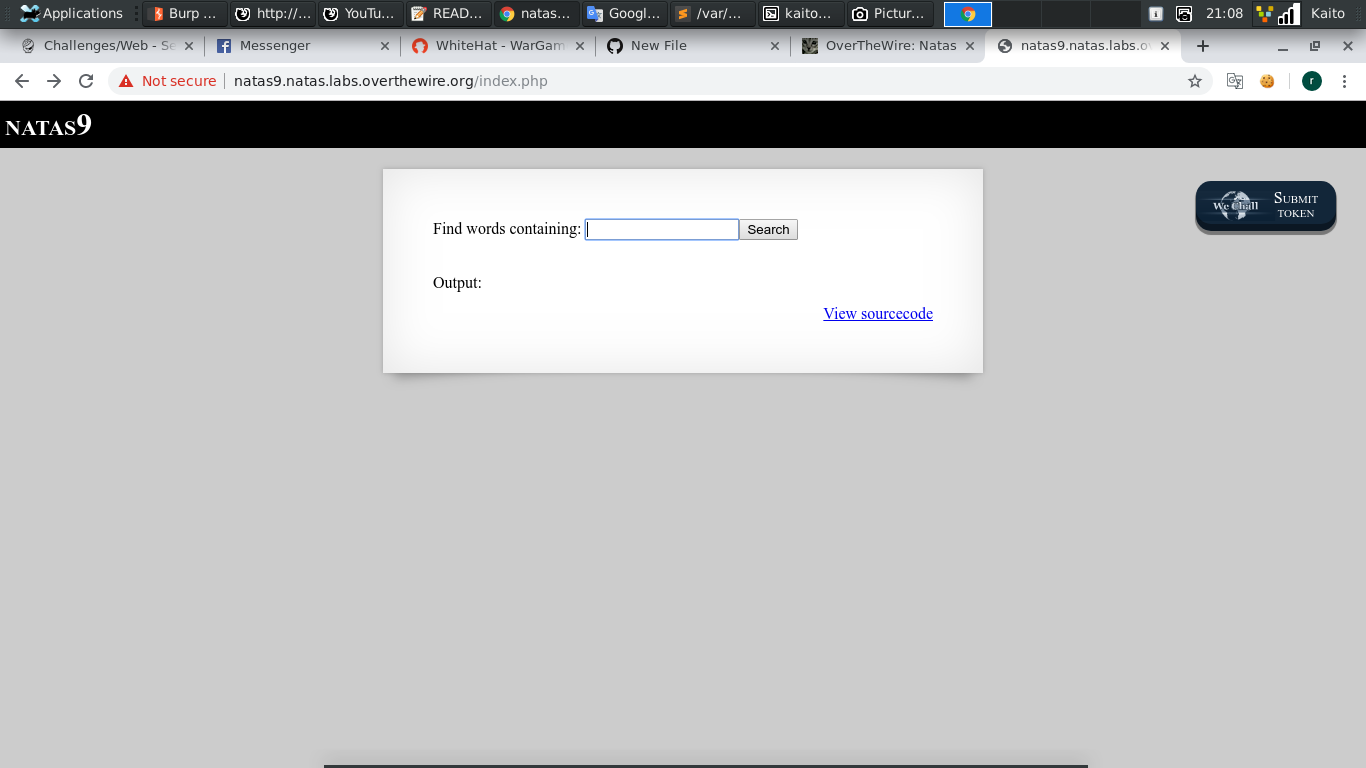 Applications Burp ... http://... YouTu... READ... natas... Googl... /var/... kaito... Pictur... 21:08 Kaito
Challenges/Web - Se Messenger WhiteHat - WarGam New File OverTheWire: Natas natas9.natas.labs.ov
Not secure natas9.natas.labs.overthewire.org/index.php r
NATAS9
Find words containing: Search
We Chall SUBMIT
TOKEN
Output:
View sourcecode